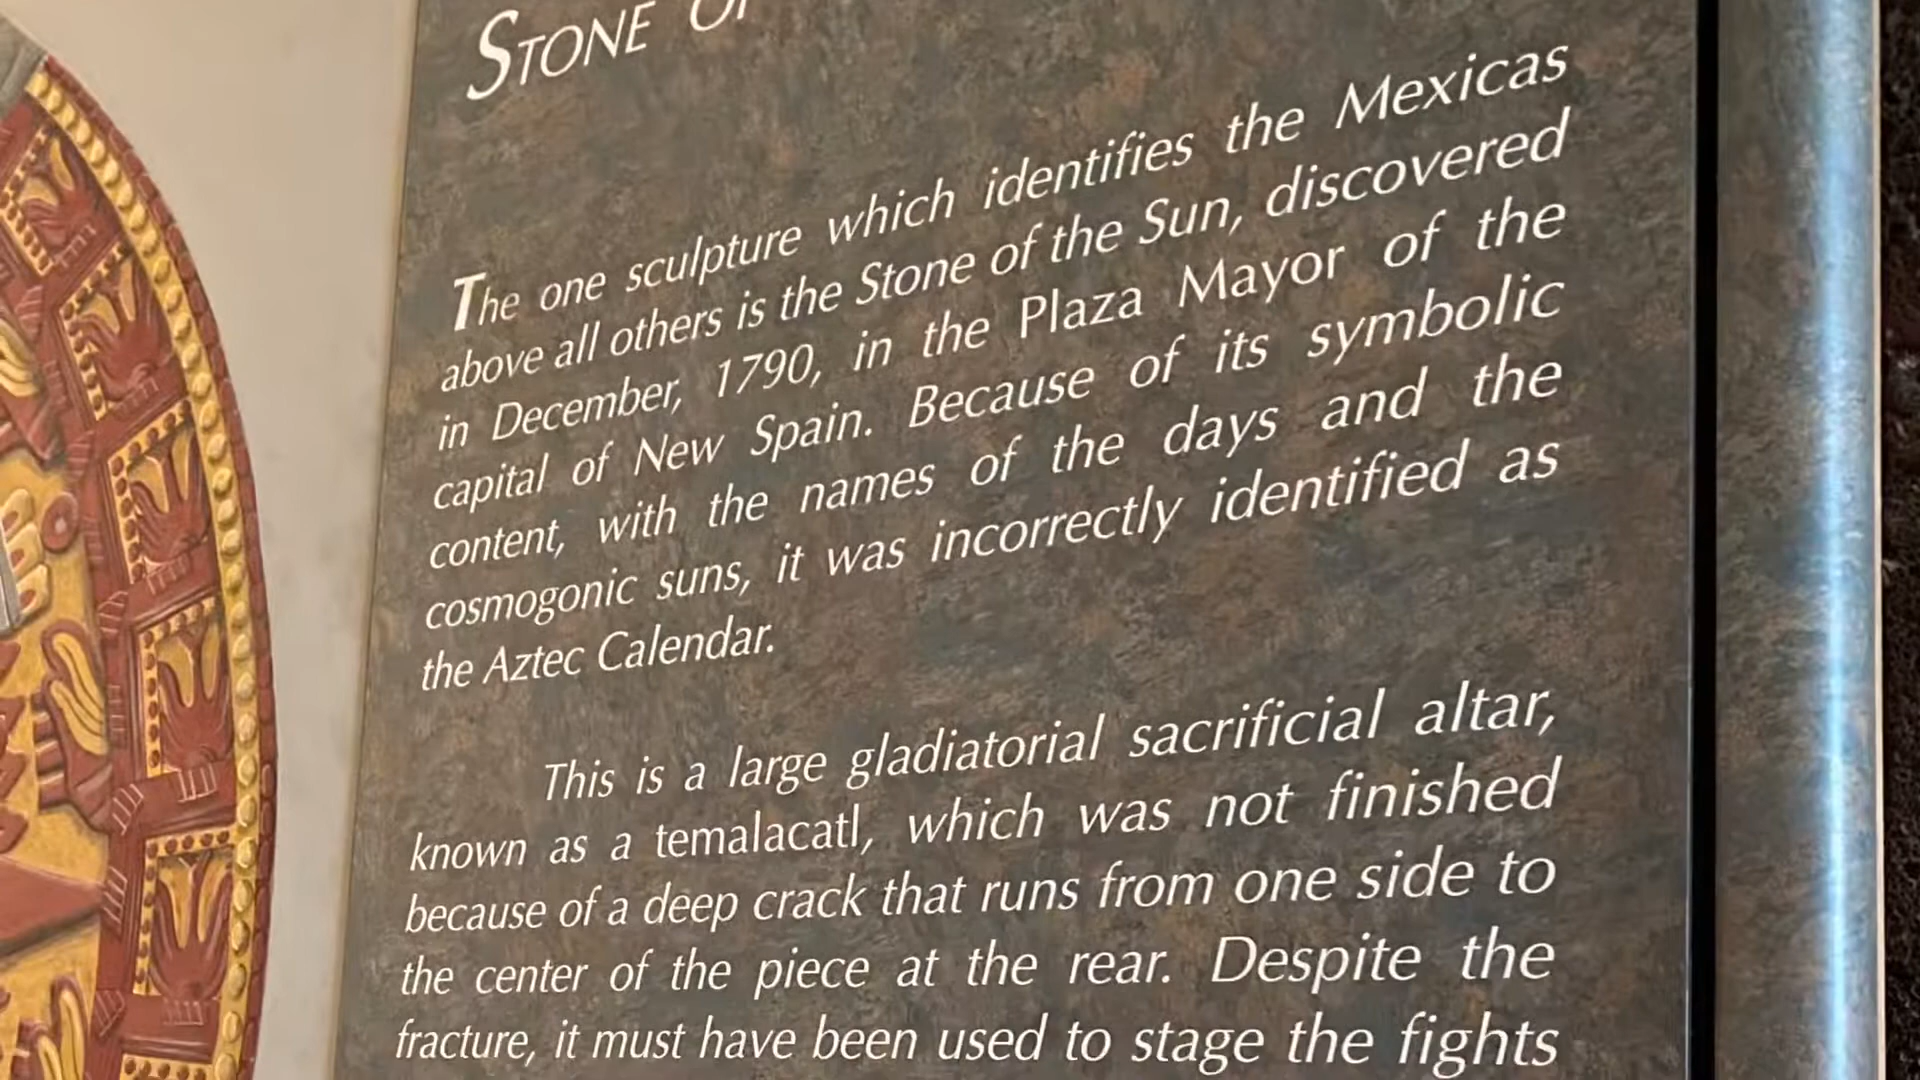 STONE OF
The one sculpture which identifies the Mexicas
above all others is the Stone of the Sun, discovered
in December, 1790, in the Plaza Mayor of the
capital of New Spain. Because of its symbolic
content, with the names of the days and the
cosmogonic suns, it was incorrectly identified as
the Aztec Calendar.
This is a large gladiatorial sacrificial altar,
known as a temalacatl, which was not finished
because of a deep crack that runs from one side to
the center of the piece at the rear. Despite the
fracture, it must have been used to stage the fights